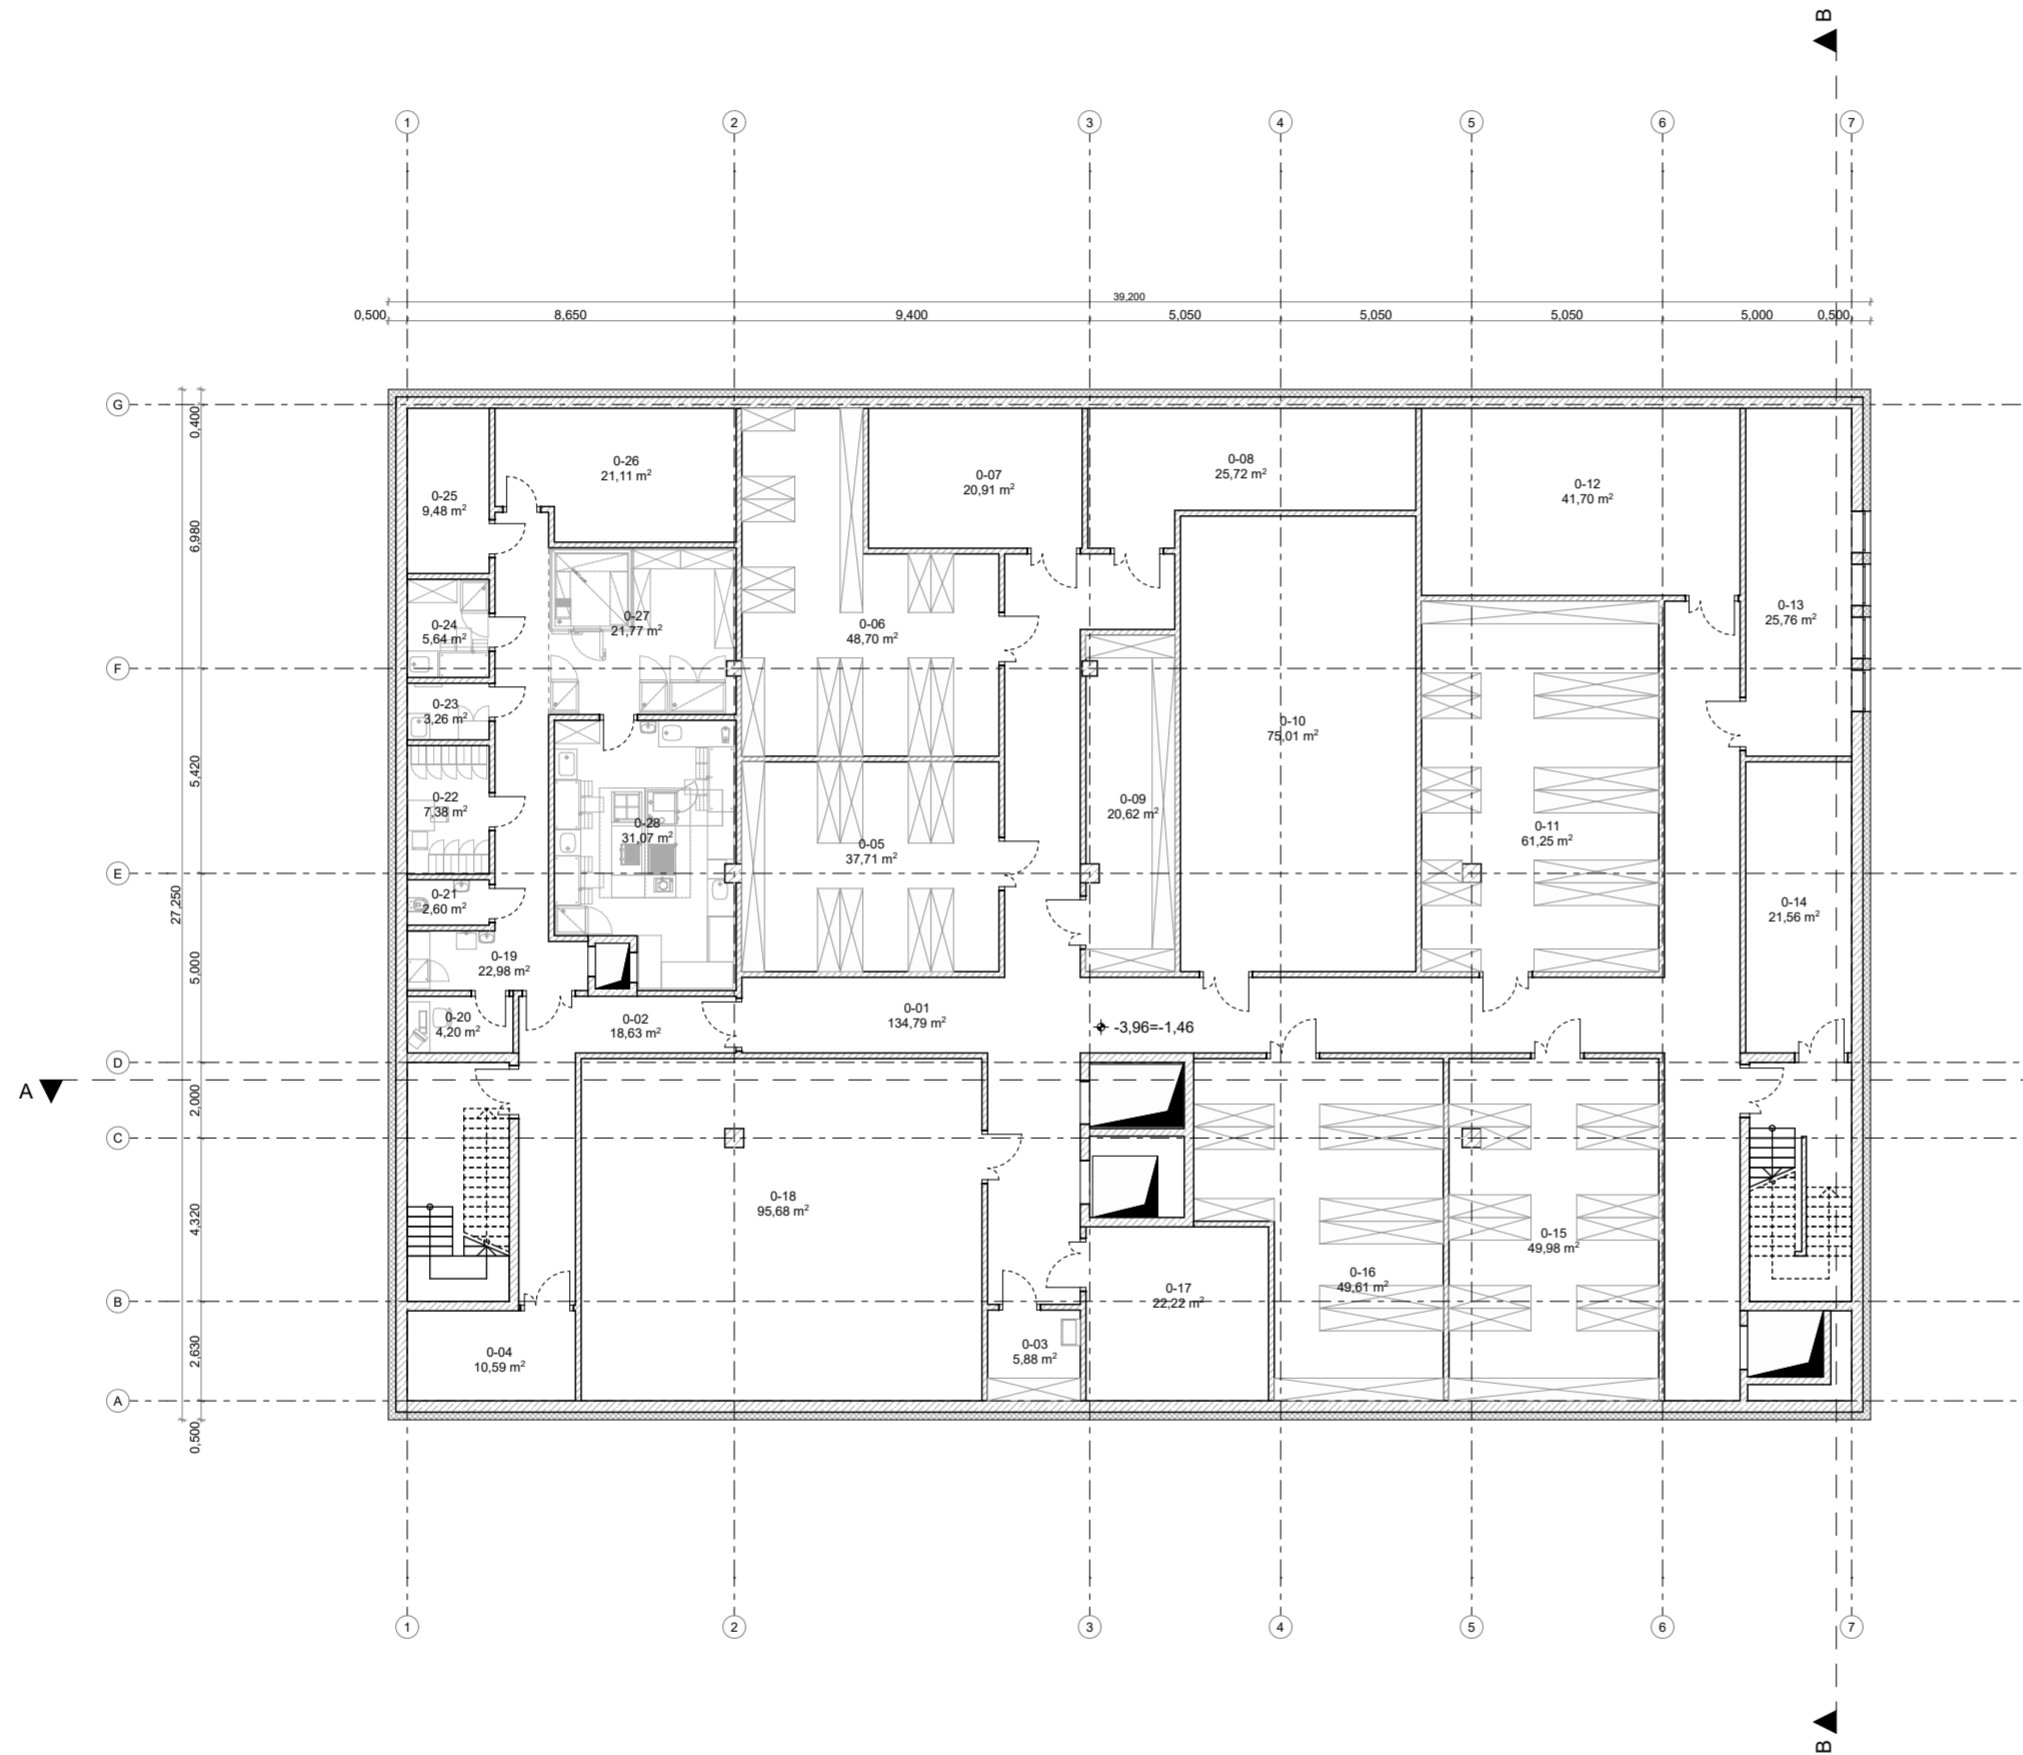 B
1 2 3 4 5 6 7
39,200
0,500 8,650 9,400 5,050 5,050 5,050 5,000 0,500
G
0,400
0-26
21,11 m²
0-07
20,91 m²
0-08
25,72 m²
0-12
41,70 m²
0-25
9,48 m²
6,980
0-13
25,76 m²
0-27
21,77 m²
0-24
5,64 m²
0-06
48,70 m²
F
0-23
3,26 m²
0-10
75,01 m²
5,420
0-22
7,38 m²
0-09
20,62 m²
0-28
31,07 m²
0-11
61,25 m²
0-05
37,71 m²
E
27,250
0-21
2,60 m²
0-14
21,56 m²
5,000
0-19
22,98 m²
0-20
4,20 m²
0-02
18,63 m²
0-01
134,79 m²
-3,96=-1,46
D
A
2,000
C
0-18
95,68 m²
4,320
0-15
49,98 m²
0-16
49,61 m²
0-17
22,22 m²
B
2,630
0-04
10,59 m²
0-03
5,88 m²
A
0,500
1 2 3 4 5 6 7
B